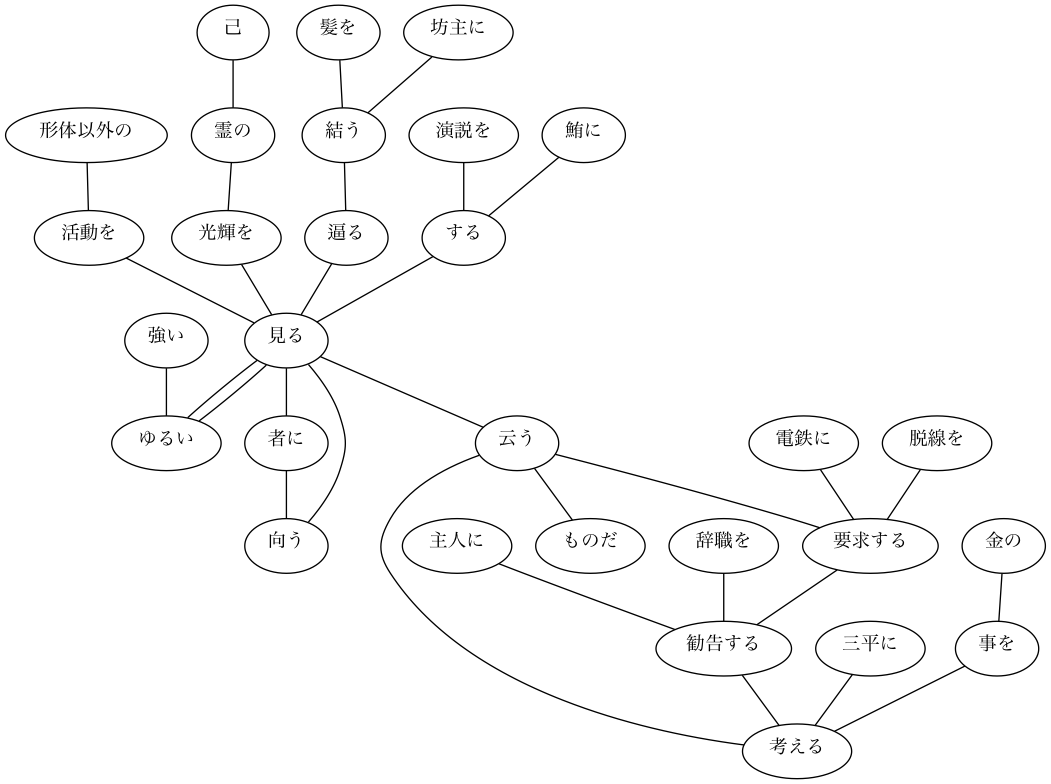 己
髪を
坊主に
形体以外の
霊の
結う
演説を
鮪に
活動を
光輝を
逼る
する
強い
見る
ゆるい
者に
云う
電鉄に
脱線を
向う
主人に
ものだ
辞職を
要求する
金の
勧告する
三平に
事を
考える